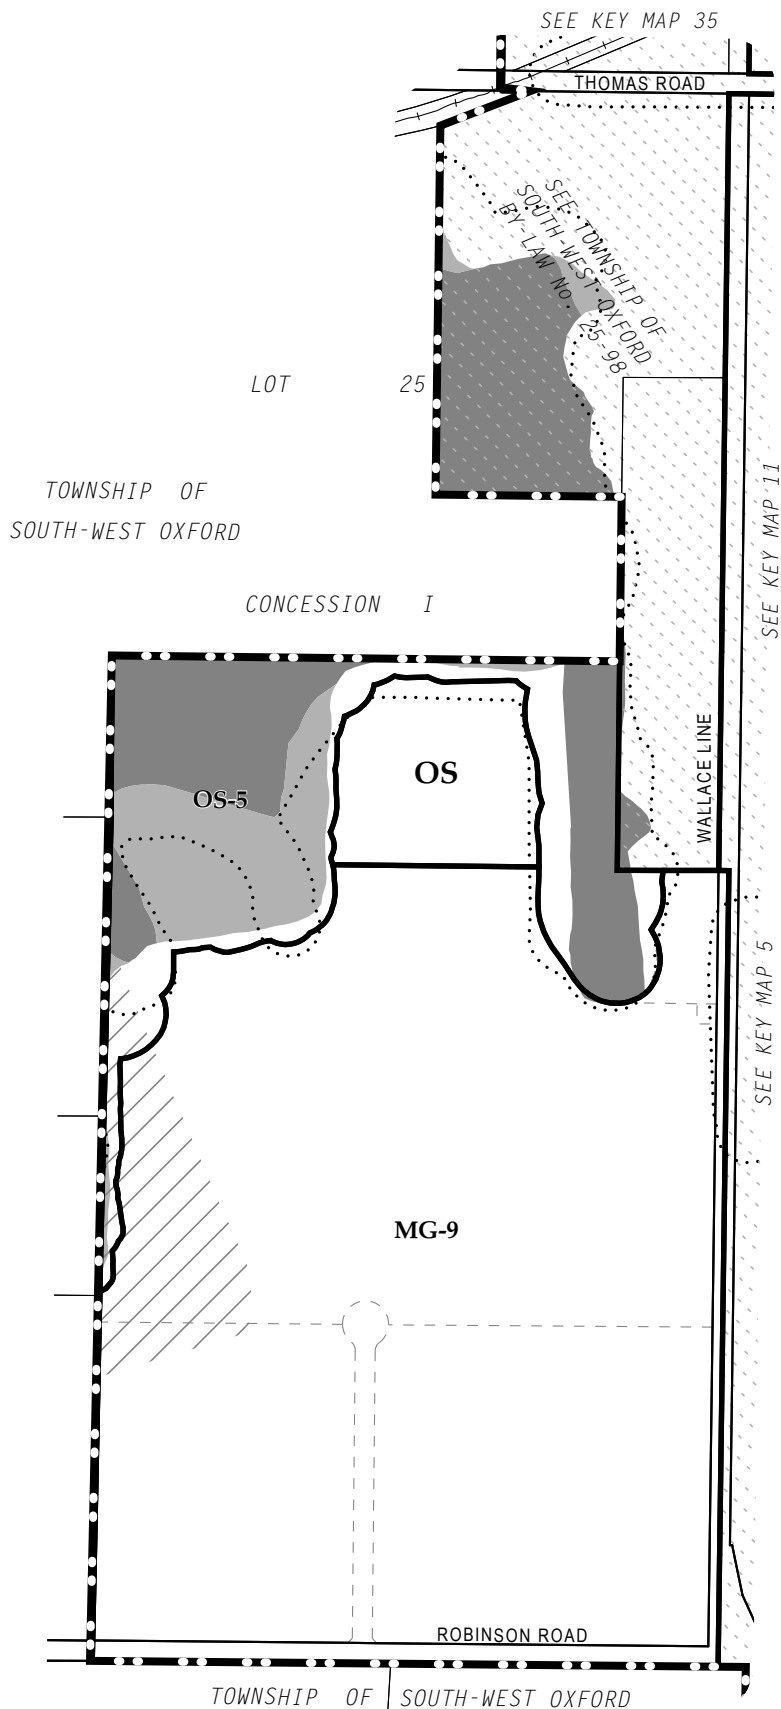 SEE KEY MAP 35
THOMAS ROAD
SEE TOWNSHIP OF
SOUTH-WEST OXFORD
BY-LAW No. 25-98
LOT 25
TOWNSHIP OF
SOUTH-WEST OXFORD
SEE KEY MAP 11
CONCESSION I
WALLACE LINE
OS
OS-5
SEE KEY MAP 5
MG-9
ROBINSON ROAD
TOWNSHIP OF SOUTH-WEST OXFORD